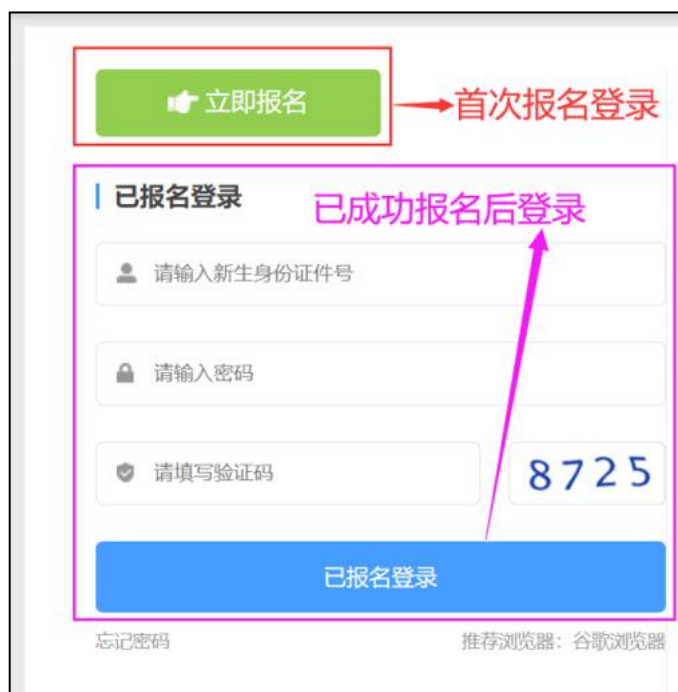 立即报名
首次报名登录
已报名登录
已成功报名后登录
请输入新生身份证件号
请输入密码
请填写验证码
8725
已报名登录
忘记密码
推荐浏览器：谷歌浏览器